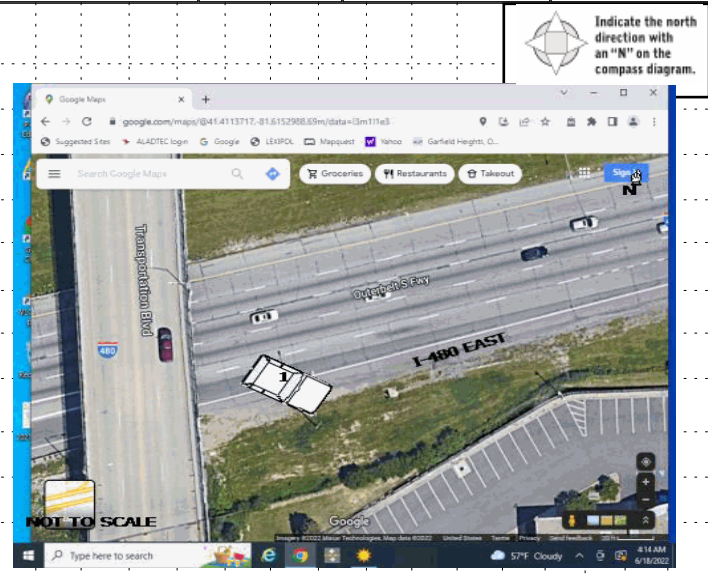 Indicate the north
direction with
an "N" on the
compass diagram.
Google Maps
google.com/maps/@41.4113717,-81.6152988.69m/data=!3m1!1e3
Suggested Sites
ALADTEC login
Google
LEXIPOL
Mapquest
Yahoo
Garfield Heights, O...
Search Google Maps
Groceries
Restaurants
Takeout
Sign
N
Transportation Blvd
Outerbelt S Fwy
480
I-480 EAST
1
NOT TO SCALE
Google
Imagery ©2022 Maxar Technologies, Map data ©2022 United States Terms Privacy Send feedback
Type here to search
57°F Cloudy
4:14 AM
6/18/2022